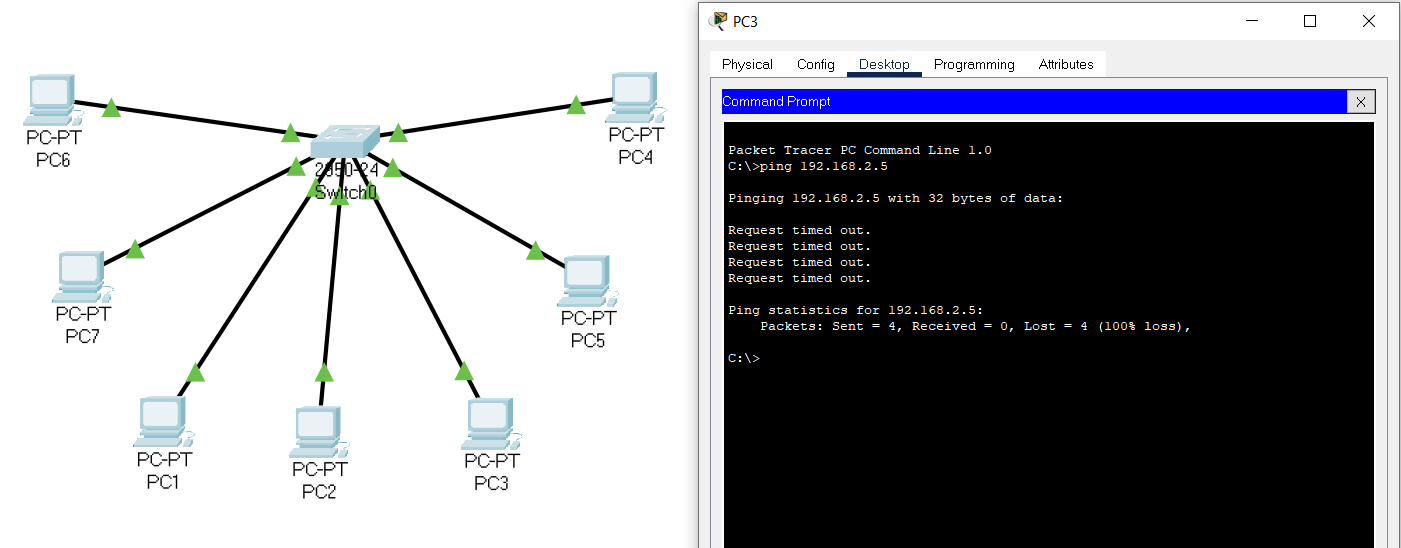 PC-PT
PC6
PC-PT
PC4
2950-24
Switch0
PC-PT
PC7
PC-PT
PC5
PC-PT
PC1
PC-PT
PC2
PC-PT
PC3
PC3
Physical Config Desktop Programming Attributes
Command Prompt
X
Packet Tracer PC Command Line 1.0
C:\>ping 192.168.2.5
Pinging 192.168.2.5 with 32 bytes of data:
Request timed out.
Request timed out.
Request timed out.
Request timed out.
Ping statistics for 192.168.2.5:
Packets: Sent = 4, Received = 0, Lost = 4 (100% loss),
C:\>